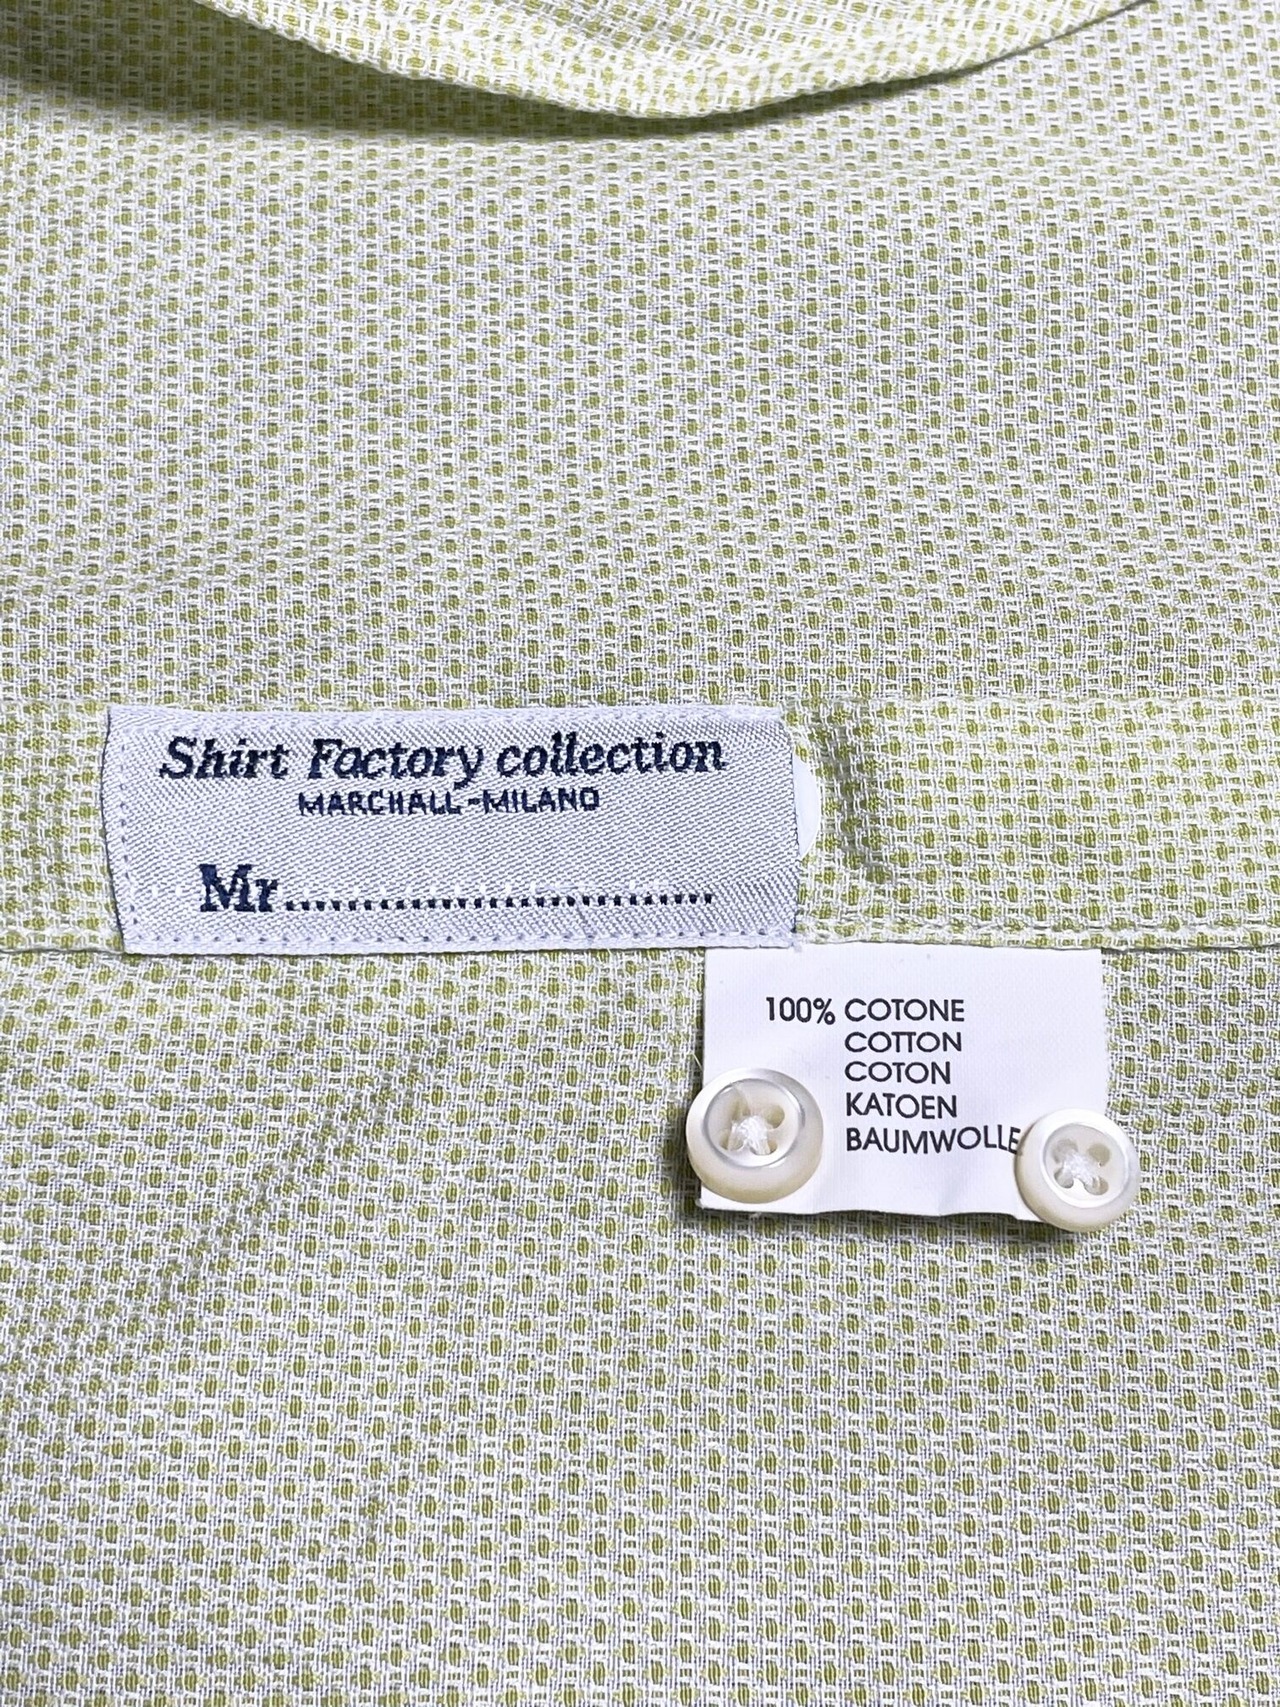 Shirt Factory collection
MARCHALL-MILANO
Mr....................................
100% COTONE
COTTON
COTON
KATOEN
BAUMWOLLE